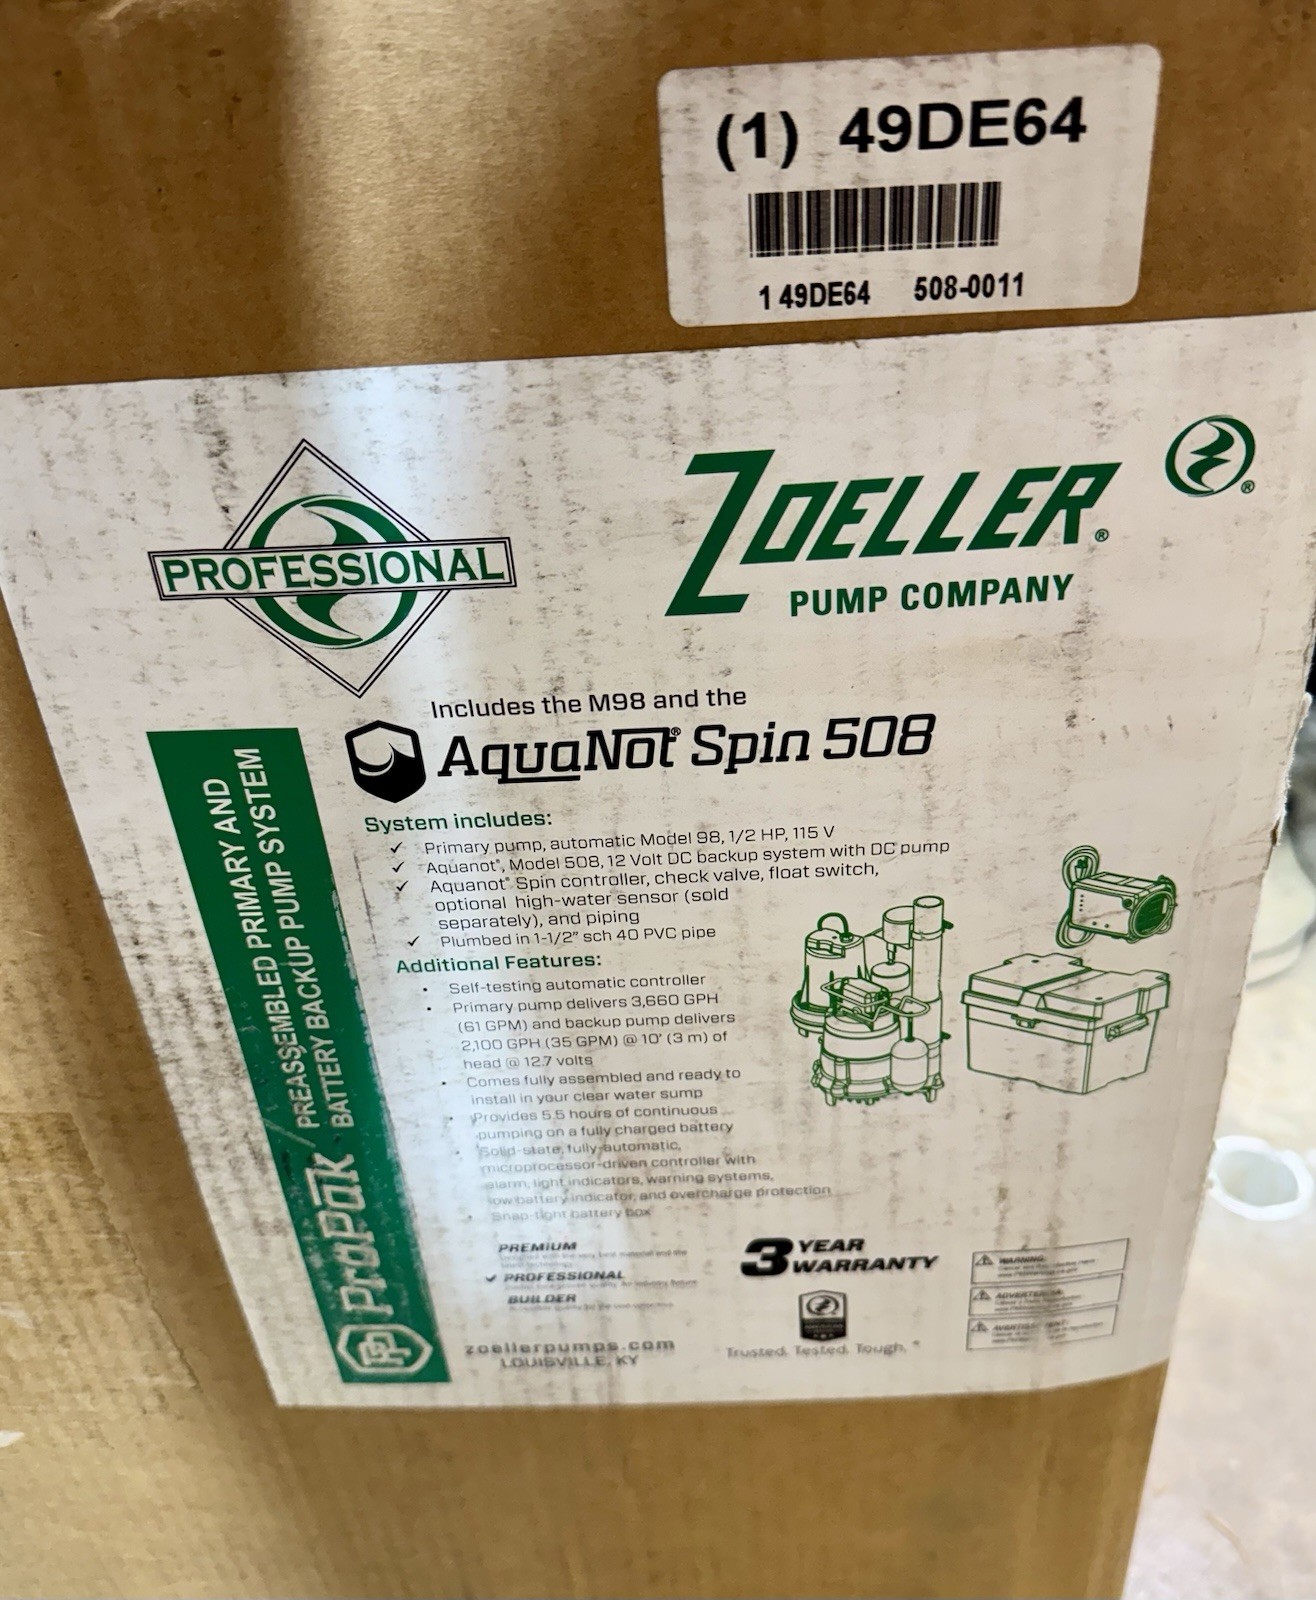 (1) 49DE64
1 49DE64 508-0011
PROFESSIONAL
ZOELLER®
PUMP COMPANY
®
Includes the M98 and the
AquaNot® Spin 508
System includes:
✓ Primary pump, automatic Model 98, 1/2 HP, 115 V
✓ Aquanot®, Model 508, 12 Volt DC backup system with DC pump
✓ Aquanot® Spin controller, check valve, float switch,
optional high-water sensor (sold
separately), and piping
✓ Plumbed in 1-1/2" sch 40 PVC pipe
Additional Features:
• Self-testing automatic controller
• Primary pump delivers 3,660 GPH
(61 GPM) and backup pump delivers
2,100 GPH (35 GPM) @ 10' (3 m) of
head @ 12.7 volts
• Comes fully assembled and ready to
install in your clear water sump
• Provides 5.5 hours of continuous
pumping on a fully charged battery
• Solid-state, fully-automatic,
microprocessor-driven controller with
alarm, light indicators, warning systems,
low battery indicator, and overcharge protection
• Snap-tight battery box
PROPAK / PREASSEMBLED PRIMARY AND
BATTERY BACKUP PUMP SYSTEM
PREMIUM
✓ PROFESSIONAL
BUILDER
3 YEAR
WARRANTY
zoellerpumps.com
LOUISVILLE, KY
Trusted. Tested. Tough.™
WARNING: